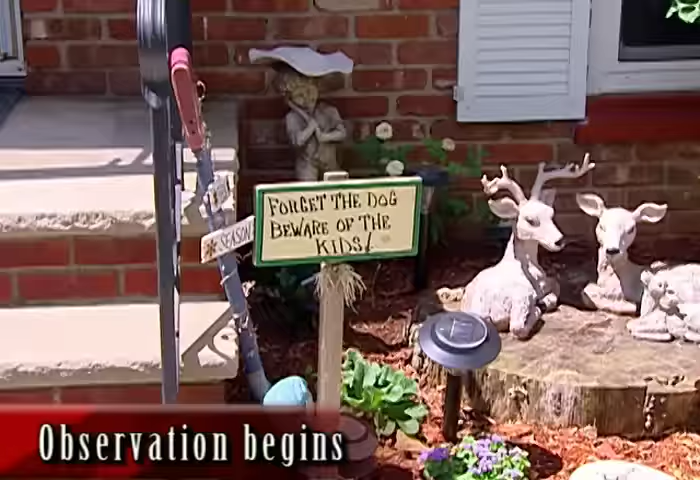 FORGET THE DOG
BEWARE OF THE
KIDS!
SEASON
Observation begins